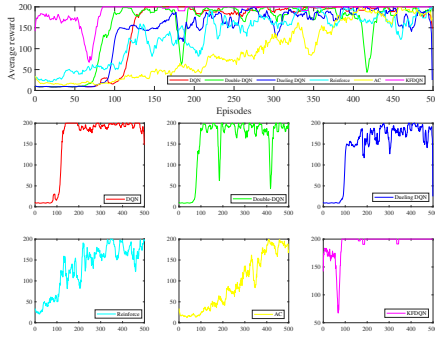 200
150
100
50
0
Average reward
DQN Double-DQN Dueling DQN Reinforce AC KFDQN
0 50 100 150 200 250 300 350 400 450 500
Episodes
200 200 200
150 150 150
100 100 100
50 50 50
DQN Double-DQN Dueling DQN
0 0 0
0 100 200 300 400 500 0 100 200 300 400 500 0 100 200 300 400 500
200 200 200
150 150 150
100 100 100
50
Reinforce AC KFDQN
0 0 50
0 100 200 300 400 500 0 100 200 300 400 500 0 100 200 300 400 500